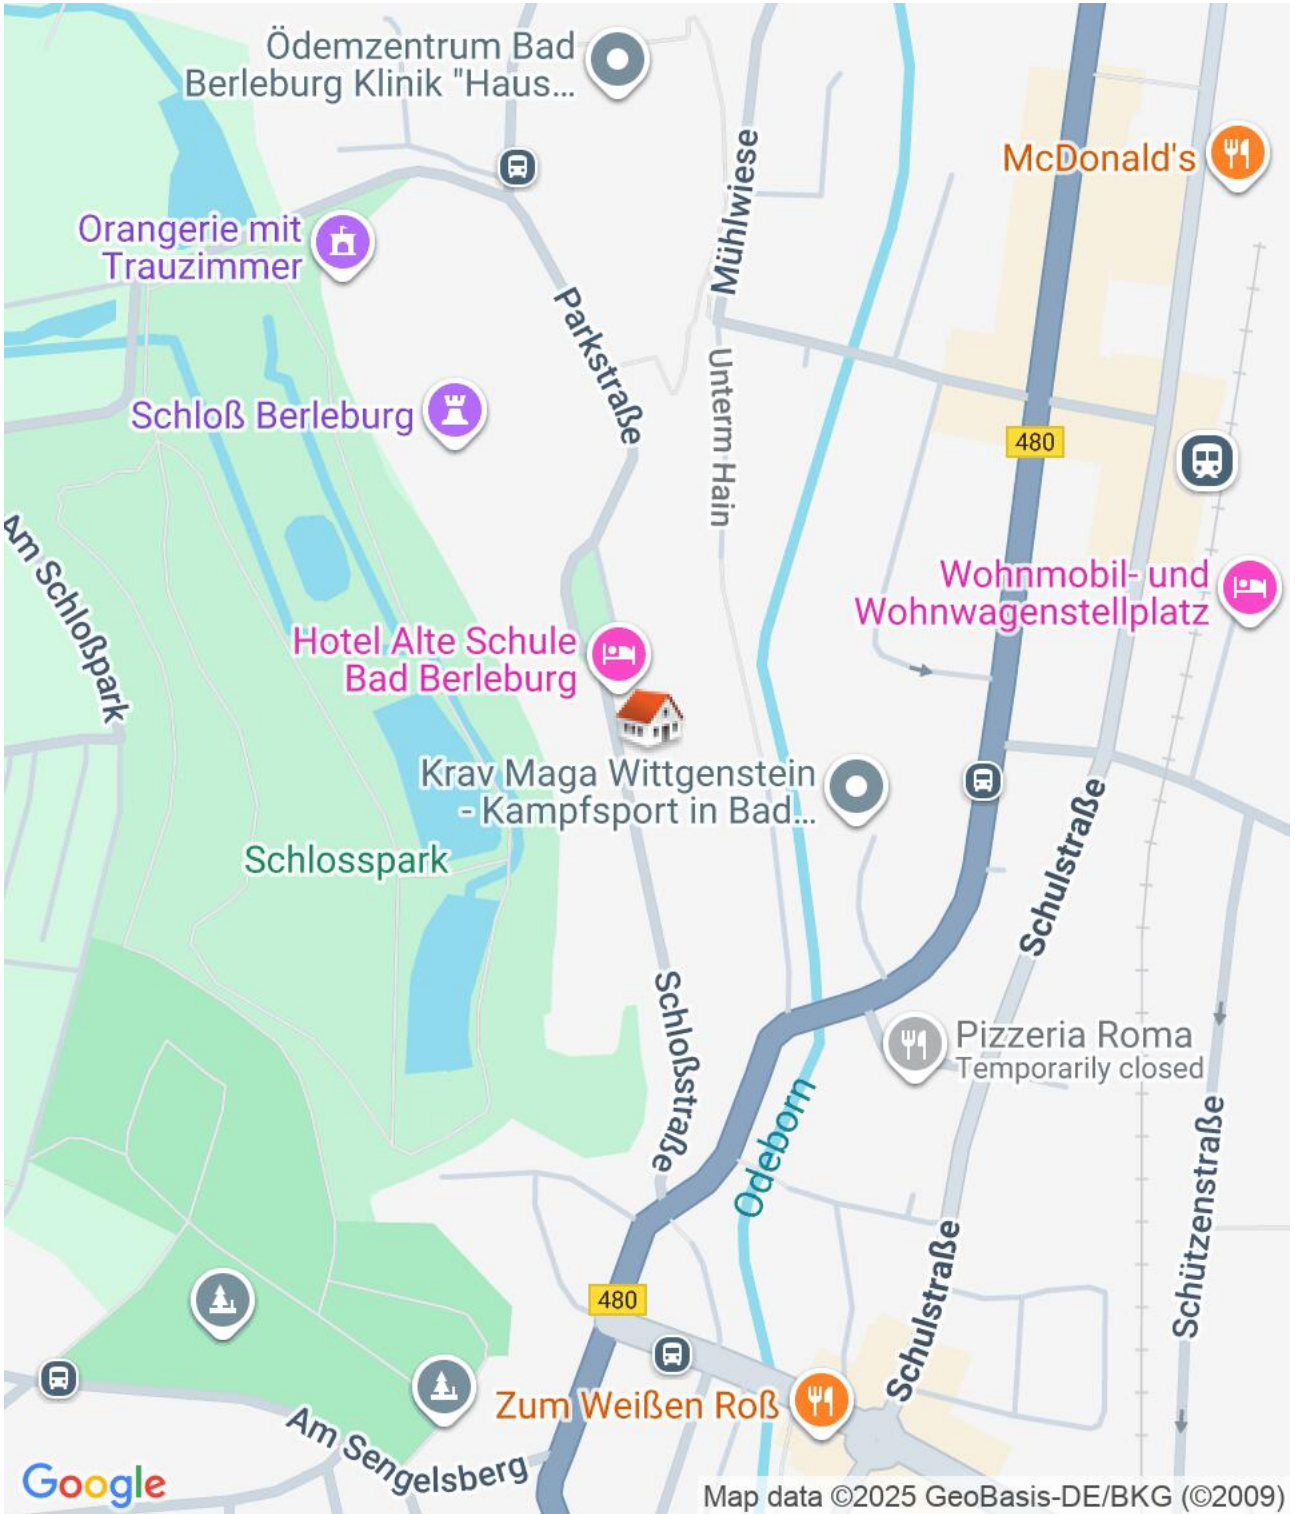 Ödemzentrum Bad
Berleburg Klinik "Haus...
McDonald's
Mühlwiese
Orangerie mit
Trauzimmer
Parkstraße
Unterm Hain
Schloß Berleburg
480
Am Schloßpark
Wohnmobil- und
Wohnwagenstellplatz
Hotel Alte Schule
Bad Berleburg
Krav Maga Wittgenstein
- Kampfsport in Bad...
Schlosspark
Schulstraße
Schloßstraße
Pizzeria Roma
Temporarily closed
Odeborn
Schützenstraße
Schulstraße
480
Zum Weißen Roß
Am Sengelsberg
Google
Map data ©2025 GeoBasis-DE/BKG (©2009)